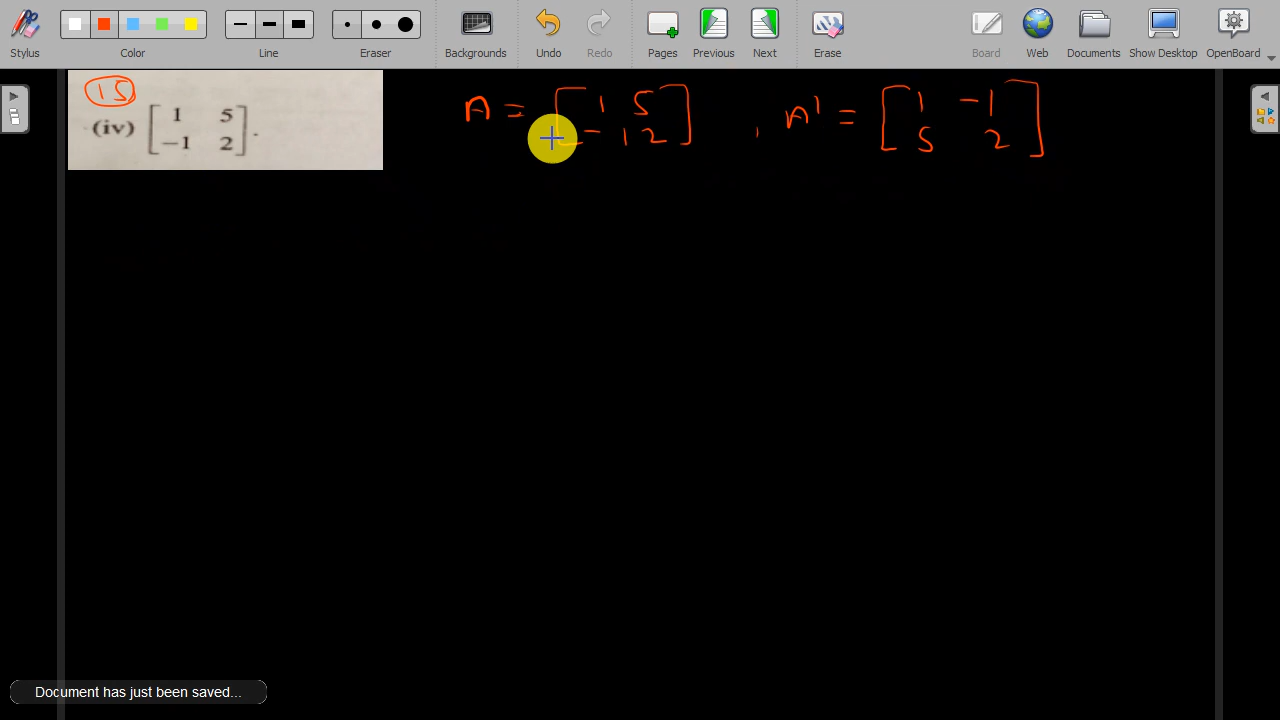 Stylus Color Line Eraser Backgrounds Undo Redo Pages Previous Next Erase Board Web Documents Show Desktop OpenBoard
15
(iv) [1 5
-1 2].
A = [1 5
-1 2] , A' = [1 -1
5 2]
Document has just been saved...